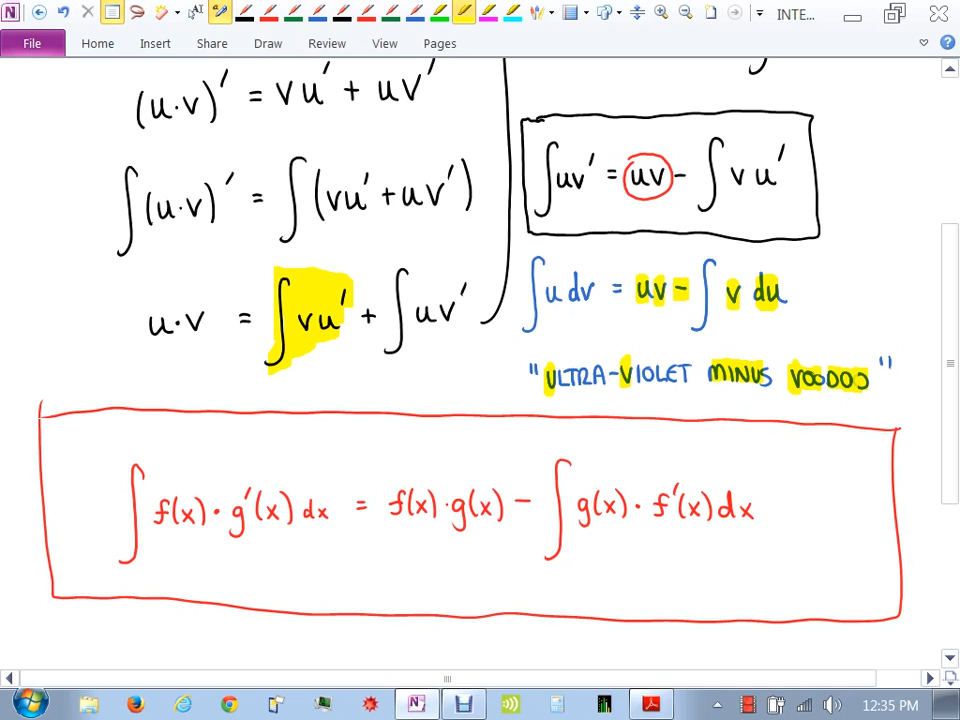 INTE...
File Home Insert Share Draw Review View Pages
(u·v)′ = vu′ + uv′
∫(u·v)′ = ∫(vu′ + uv′)
u·v = ∫vu′ + ∫uv′
∫uv′ = uv - ∫vu′
∫u dv = uv - ∫v du
"ULTRA-VIOLET MINUS VOODOO"
∫f(x)·g′(x) dx = f(x)·g(x) - ∫g(x)·f′(x)dx
12:35 PM